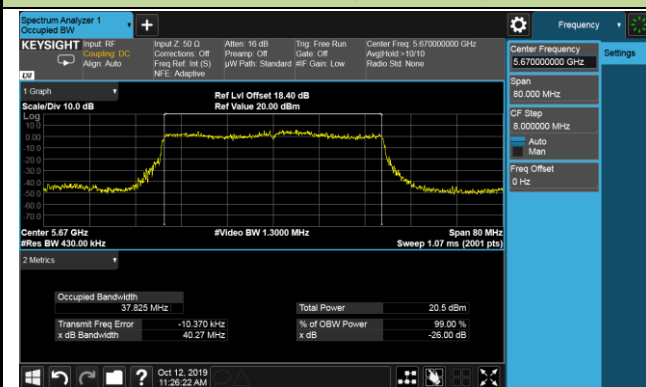 Spectrum Analyzer 1
Occupied BW
+
Frequency
KEYSIGHT
Input: RF
Coupling: DC
Align: Auto
Input Z: 50 Ω
Corrections: Off
Freq Ref: Int (S)
NFE: Adaptive
Atten: 16 dB
Preamp: Off
µW Path: Standard
Trig: Free Run
Gate: Off
#IF Gain: Low
Center Freq: 5.670000000 GHz
Avg|Hold:>10/10
Radio Std: None
LXI
Center Frequency
5.670000000 GHz
Settings
Span
80.000 MHz
CF Step
8.000000 MHz
Auto
Man
Freq Offset
0 Hz
1 Graph
Scale/Div 10.0 dB
Ref Lvl Offset 18.40 dB
Ref Value 20.00 dBm
Log
10.0
0.00
-10.0
-20.0
-30.0
-40.0
-50.0
-60.0
-70.0
Center 5.67 GHz
#Res BW 430.00 kHz
#Video BW 1.3000 MHz
Span 80 MHz
Sweep 1.07 ms (2001 pts)
2 Metrics
Occupied Bandwidth
37.825 MHz
Total Power 20.5 dBm
Transmit Freq Error -10.370 kHz
% of OBW Power 99.00 %
x dB Bandwidth 40.27 MHz
x dB -26.00 dB
?
Oct 12, 2019
11:26:22 AM